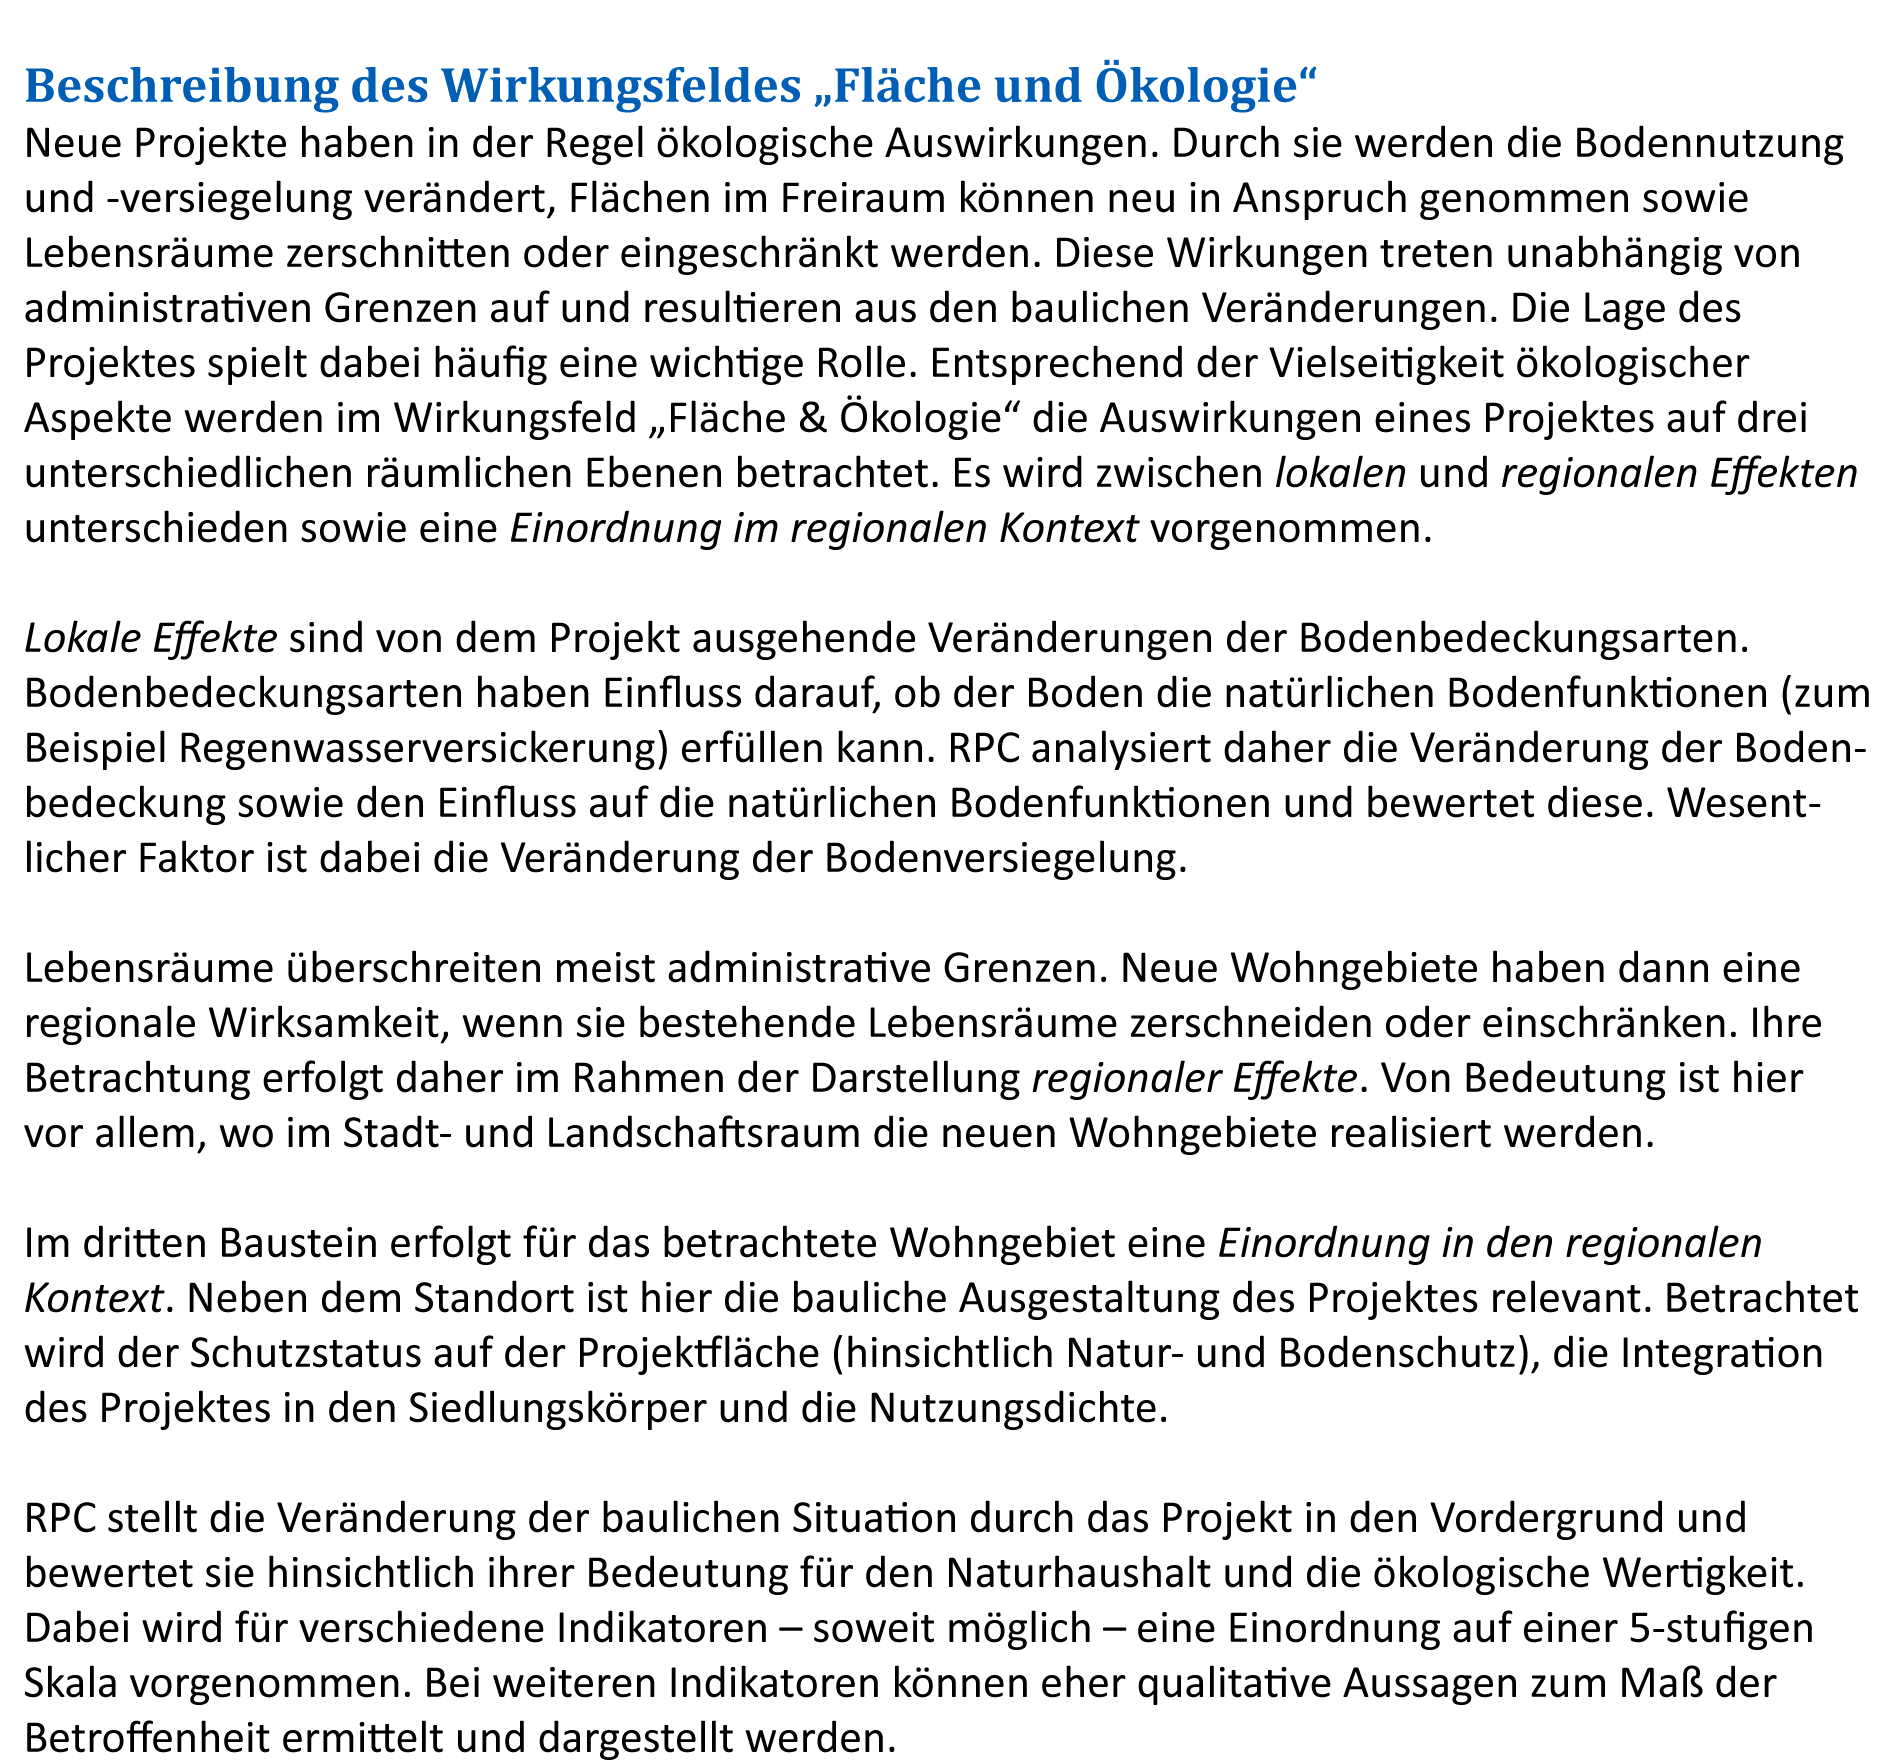 Beschreibung des Wirkungsfeldes „Fläche und Ökologie“
Neue Projekte haben in der Regel ökologische Auswirkungen. Durch sie werden die Bodennutzung
und -versiegelung verändert, Flächen im Freiraum können neu in Anspruch genommen sowie
Lebensräume zerschnitten oder eingeschränkt werden. Diese Wirkungen treten unabhängig von
administrativen Grenzen auf und resultieren aus den baulichen Veränderungen. Die Lage des
Projektes spielt dabei häufig eine wichtige Rolle. Entsprechend der Vielseitigkeit ökologischer
Aspekte werden im Wirkungsfeld „Fläche & Ökologie“ die Auswirkungen eines Projektes auf drei
unterschiedlichen räumlichen Ebenen betrachtet. Es wird zwischen lokalen und regionalen Effekten
unterschieden sowie eine Einordnung im regionalen Kontext vorgenommen.
Lokale Effekte sind von dem Projekt ausgehende Veränderungen der Bodenbedeckungsarten.
Bodenbedeckungsarten haben Einfluss darauf, ob der Boden die natürlichen Bodenfunktionen (zum
Beispiel Regenwasserversickerung) erfüllen kann. RPC analysiert daher die Veränderung der Boden-
bedeckung sowie den Einfluss auf die natürlichen Bodenfunktionen und bewertet diese. Wesent-
licher Faktor ist dabei die Veränderung der Bodenversiegelung.
Lebensräume überschreiten meist administrative Grenzen. Neue Wohngebiete haben dann eine
regionale Wirksamkeit, wenn sie bestehende Lebensräume zerschneiden oder einschränken. Ihre
Betrachtung erfolgt daher im Rahmen der Darstellung regionaler Effekte. Von Bedeutung ist hier
vor allem, wo im Stadt- und Landschaftsraum die neuen Wohngebiete realisiert werden.
Im dritten Baustein erfolgt für das betrachtete Wohngebiet eine Einordnung in den regionalen
Kontext. Neben dem Standort ist hier die bauliche Ausgestaltung des Projektes relevant. Betrachtet
wird der Schutzstatus auf der Projektfläche (hinsichtlich Natur- und Bodenschutz), die Integration
des Projektes in den Siedlungskörper und die Nutzungsdichte.
RPC stellt die Veränderung der baulichen Situation durch das Projekt in den Vordergrund und
bewertet sie hinsichtlich ihrer Bedeutung für den Naturhaushalt und die ökologische Wertigkeit.
Dabei wird für verschiedene Indikatoren – soweit möglich – eine Einordnung auf einer 5-stufigen
Skala vorgenommen. Bei weiteren Indikatoren können eher qualitative Aussagen zum Maß der
Betroffenheit ermittelt und dargestellt werden.